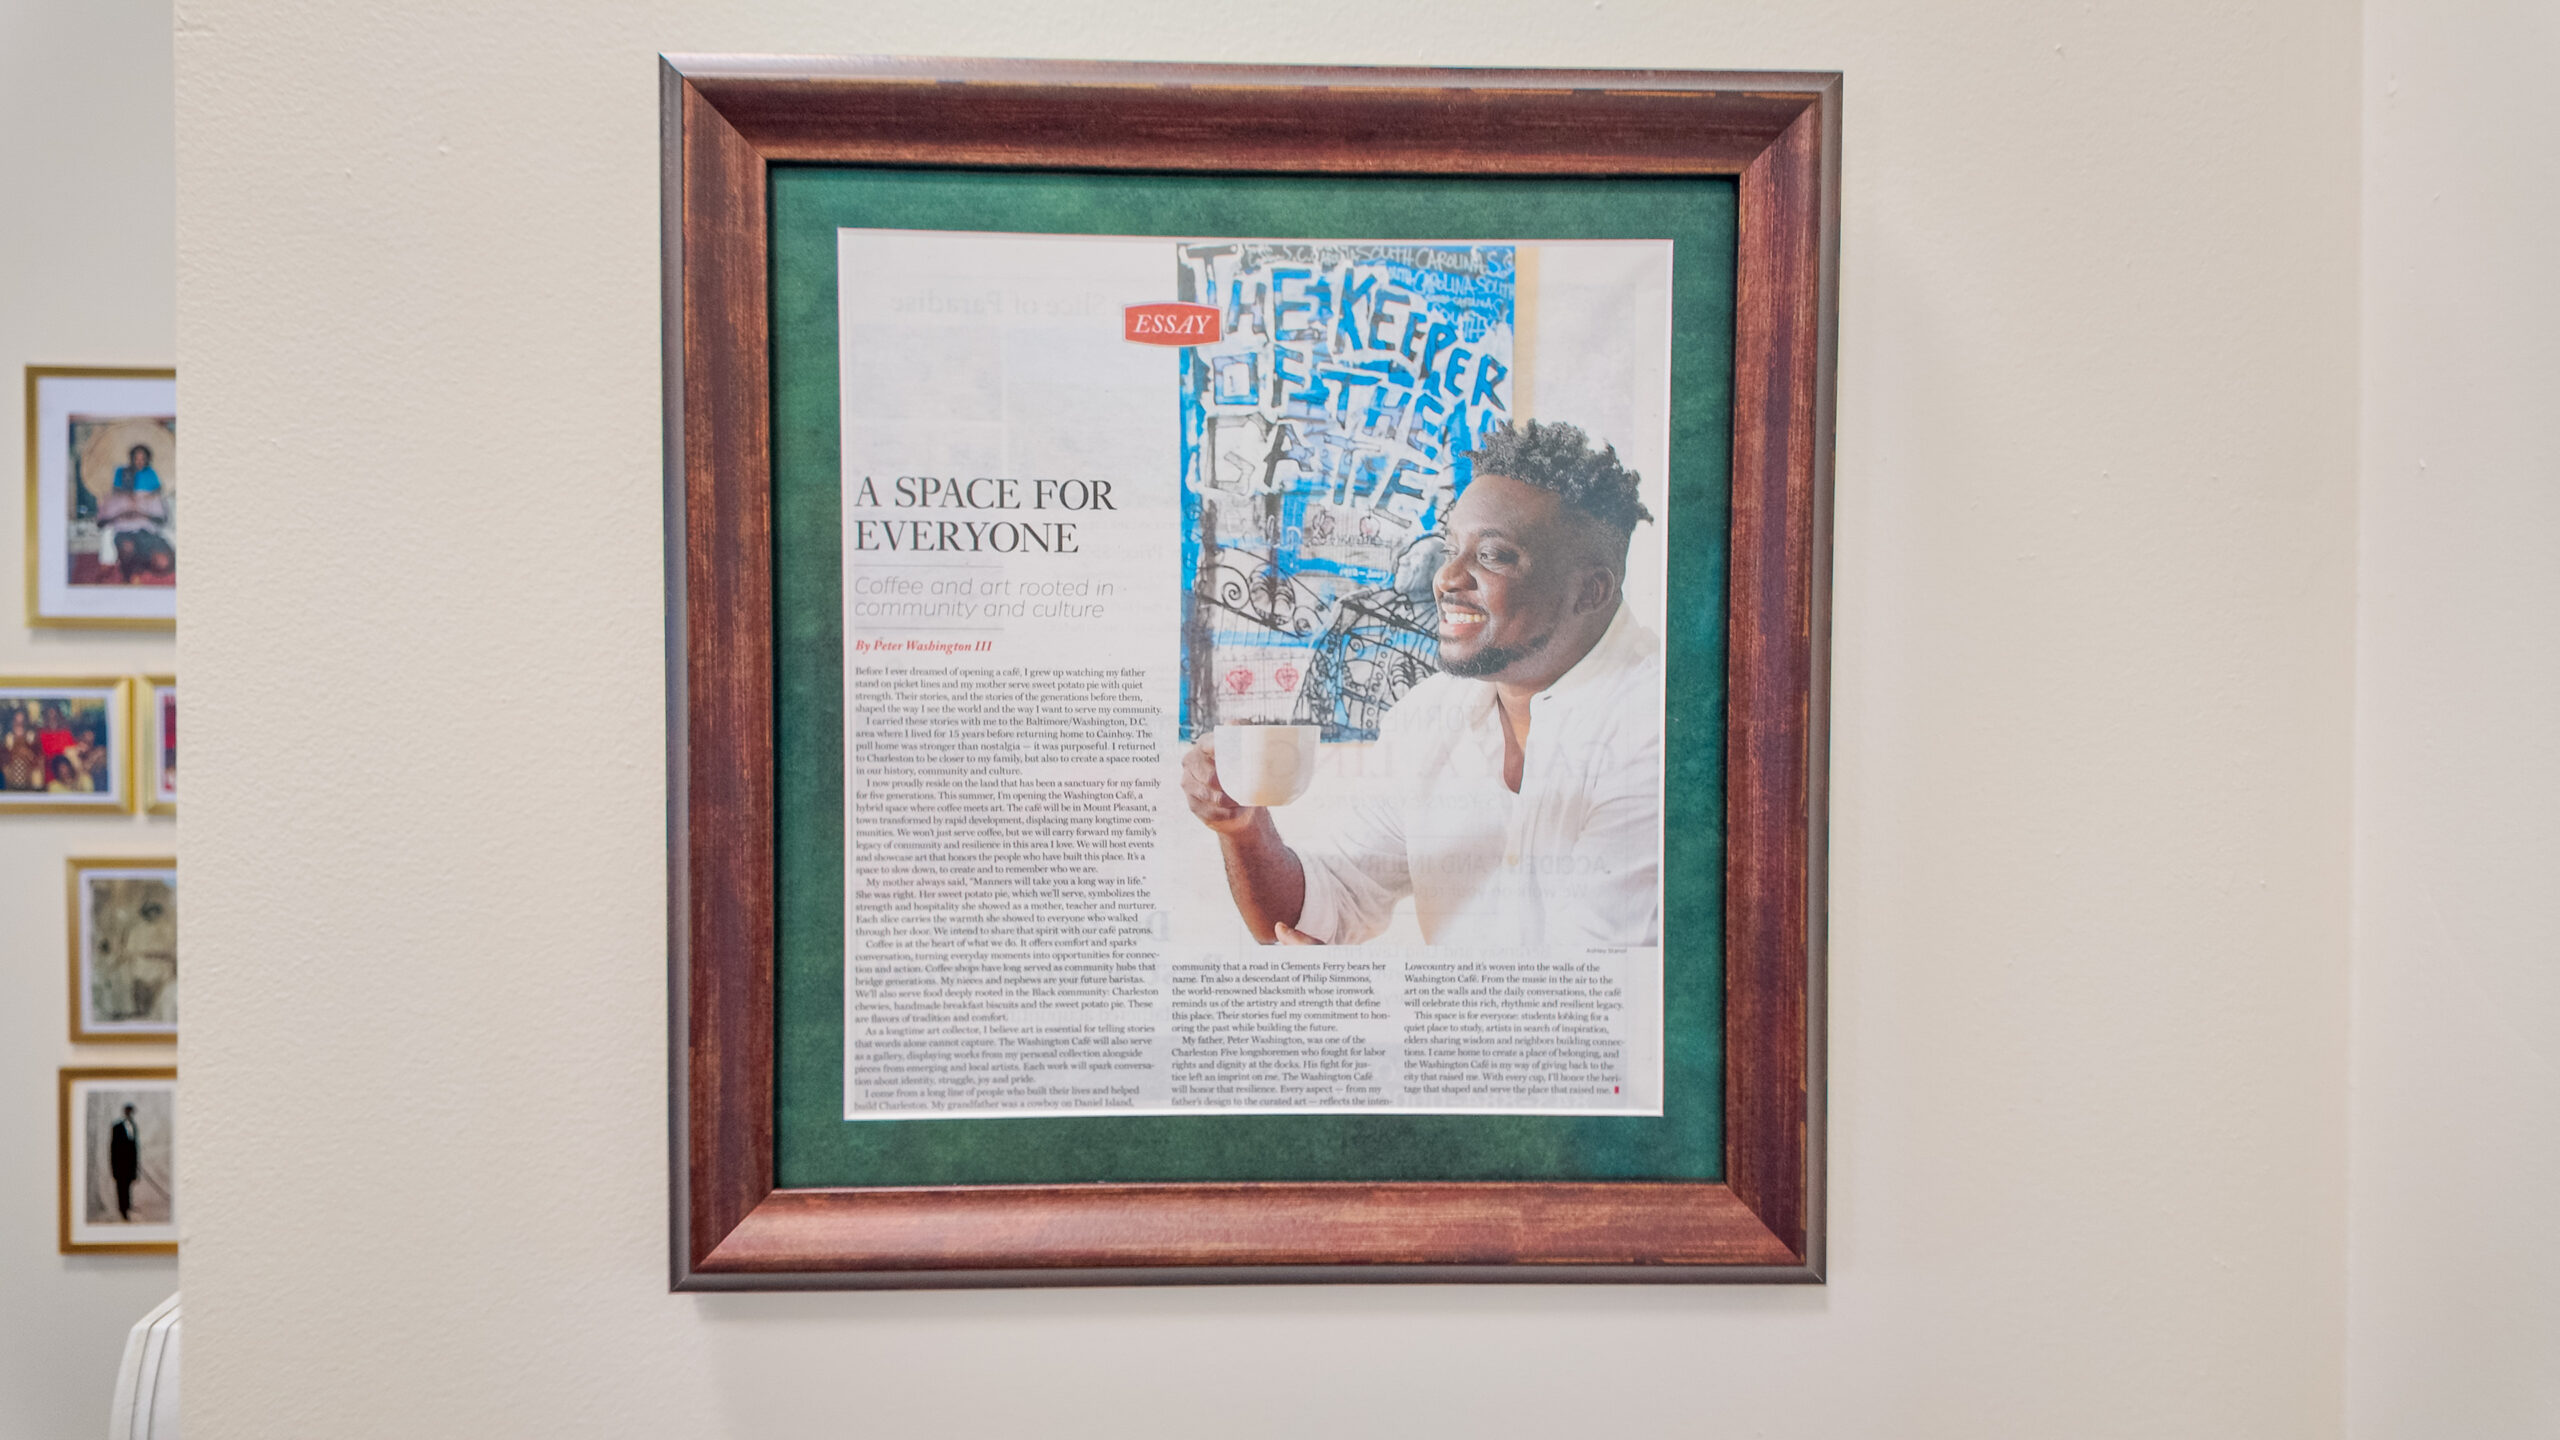 ESSAY
THE KEEPER
OF THE
GATE
SOUTH CAROLINA S.C.
A SPACE FOR
EVERYONE
Coffee and art rooted in
community and culture
By Peter Washington III
Before I ever dreamed of opening a café, I grew up watching my father
stand on picket lines and my mother serve sweet potato pie with quiet
strength. Their stories, and the stories of the generations before them,
shaped the way I see the world and the way I want to serve my community.
I carried these stories with me to the Baltimore/Washington, D.C.
area where I lived for 15 years before returning home to Cainhoy. The
pull home was stronger than nostalgia — it was purposeful. I returned
to Charleston to be closer to my family, but also to create a space rooted
in our history, community and culture.
I now proudly reside on the land that has been a sanctuary for my family
for five generations. This summer, I'm opening the Washington Café, a
hybrid space where coffee meets art. The café will be in Mount Pleasant, a
town transformed by rapid development, displacing many longtime com-
munities. We won't just serve coffee, but we will carry forward my family's
legacy of community and resilience in this area I love. We will host events
and showcase art that honors the people who have built this place. It's a
space to slow down, to create and to remember who we are.
My mother always said, "Manners will take you a long way in life."
She was right. Her sweet potato pie, which we'll serve, symbolizes the
strength and hospitality she showed as a mother, teacher and nurturer.
Each slice carries the warmth she showed to everyone who walked
through her door. We intend to share that spirit with our café patrons.
Coffee is at the heart of what we do. It offers comfort and sparks
conversation, turning everyday moments into opportunities for connec-
tion and action. Coffee shops have long served as community hubs that
bridge generations. My nieces and nephews are your future baristas.
We'll also serve food deeply rooted in the Black community: Charleston
chewies, handmade breakfast biscuits and the sweet potato pie. These
are flavors of tradition and comfort.
As a longtime art collector, I believe art is essential for telling stories
that words alone cannot capture. The Washington Café will also serve
as a gallery, displaying works from my personal collection alongside
pieces from emerging and local artists. Each work will spark conversa-
tion about identity, struggle, joy and pride.
I come from a long line of people who built their lives and helped
build Charleston. My grandfather was a cowboy on Daniel Island,
community that a road in Clements Ferry bears her
name. I'm also a descendant of Philip Simmons,
the world-renowned blacksmith whose ironwork
reminds us of the artistry and strength that define
this place. Their stories fuel my commitment to hon-
oring the past while building the future.
My father, Peter Washington, was one of the
Charleston Five longshoremen who fought for labor
rights and dignity at the docks. His fight for jus-
tice left an imprint on me. The Washington Café
will honor that resilience. Every aspect — from my
father's design to the curated art — reflects the inten-
Lowcountry and it's woven into the walls of the
Washington Café. From the music in the air to the
art on the walls and the daily conversations, the café
will celebrate this rich, rhythmic and resilient legacy.
This space is for everyone: students looking for a
quiet place to study, artists in search of inspiration,
elders sharing wisdom and neighbors building connec-
tions. I came home to create a place of belonging, and
the Washington Café is my way of giving back to the
city that raised me. With every cup, I'll honor the heri-
tage that shaped and serve the place that raised me.